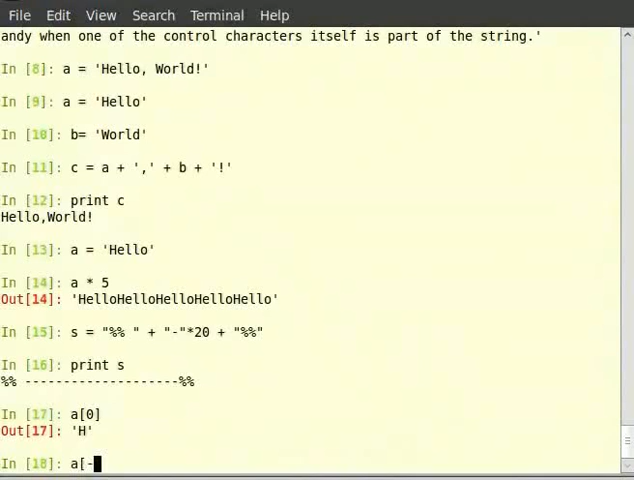 File Edit View Search Terminal Help
andy when one of the control characters itself is part of the string.'
In [8]: a = 'Hello, World!'
In [9]: a = 'Hello'
In [10]: b= 'World'
In [11]: c = a + ',' + b + '!'
In [12]: print c
Hello,World!
In [13]: a = 'Hello'
In [14]: a * 5
Out[14]: 'HelloHelloHelloHelloHello'
In [15]: s = "%% " + "-"*20 + "%%"
In [16]: print s
%% --------------------%%
In [17]: a[0]
Out[17]: 'H'
In [18]: a[-